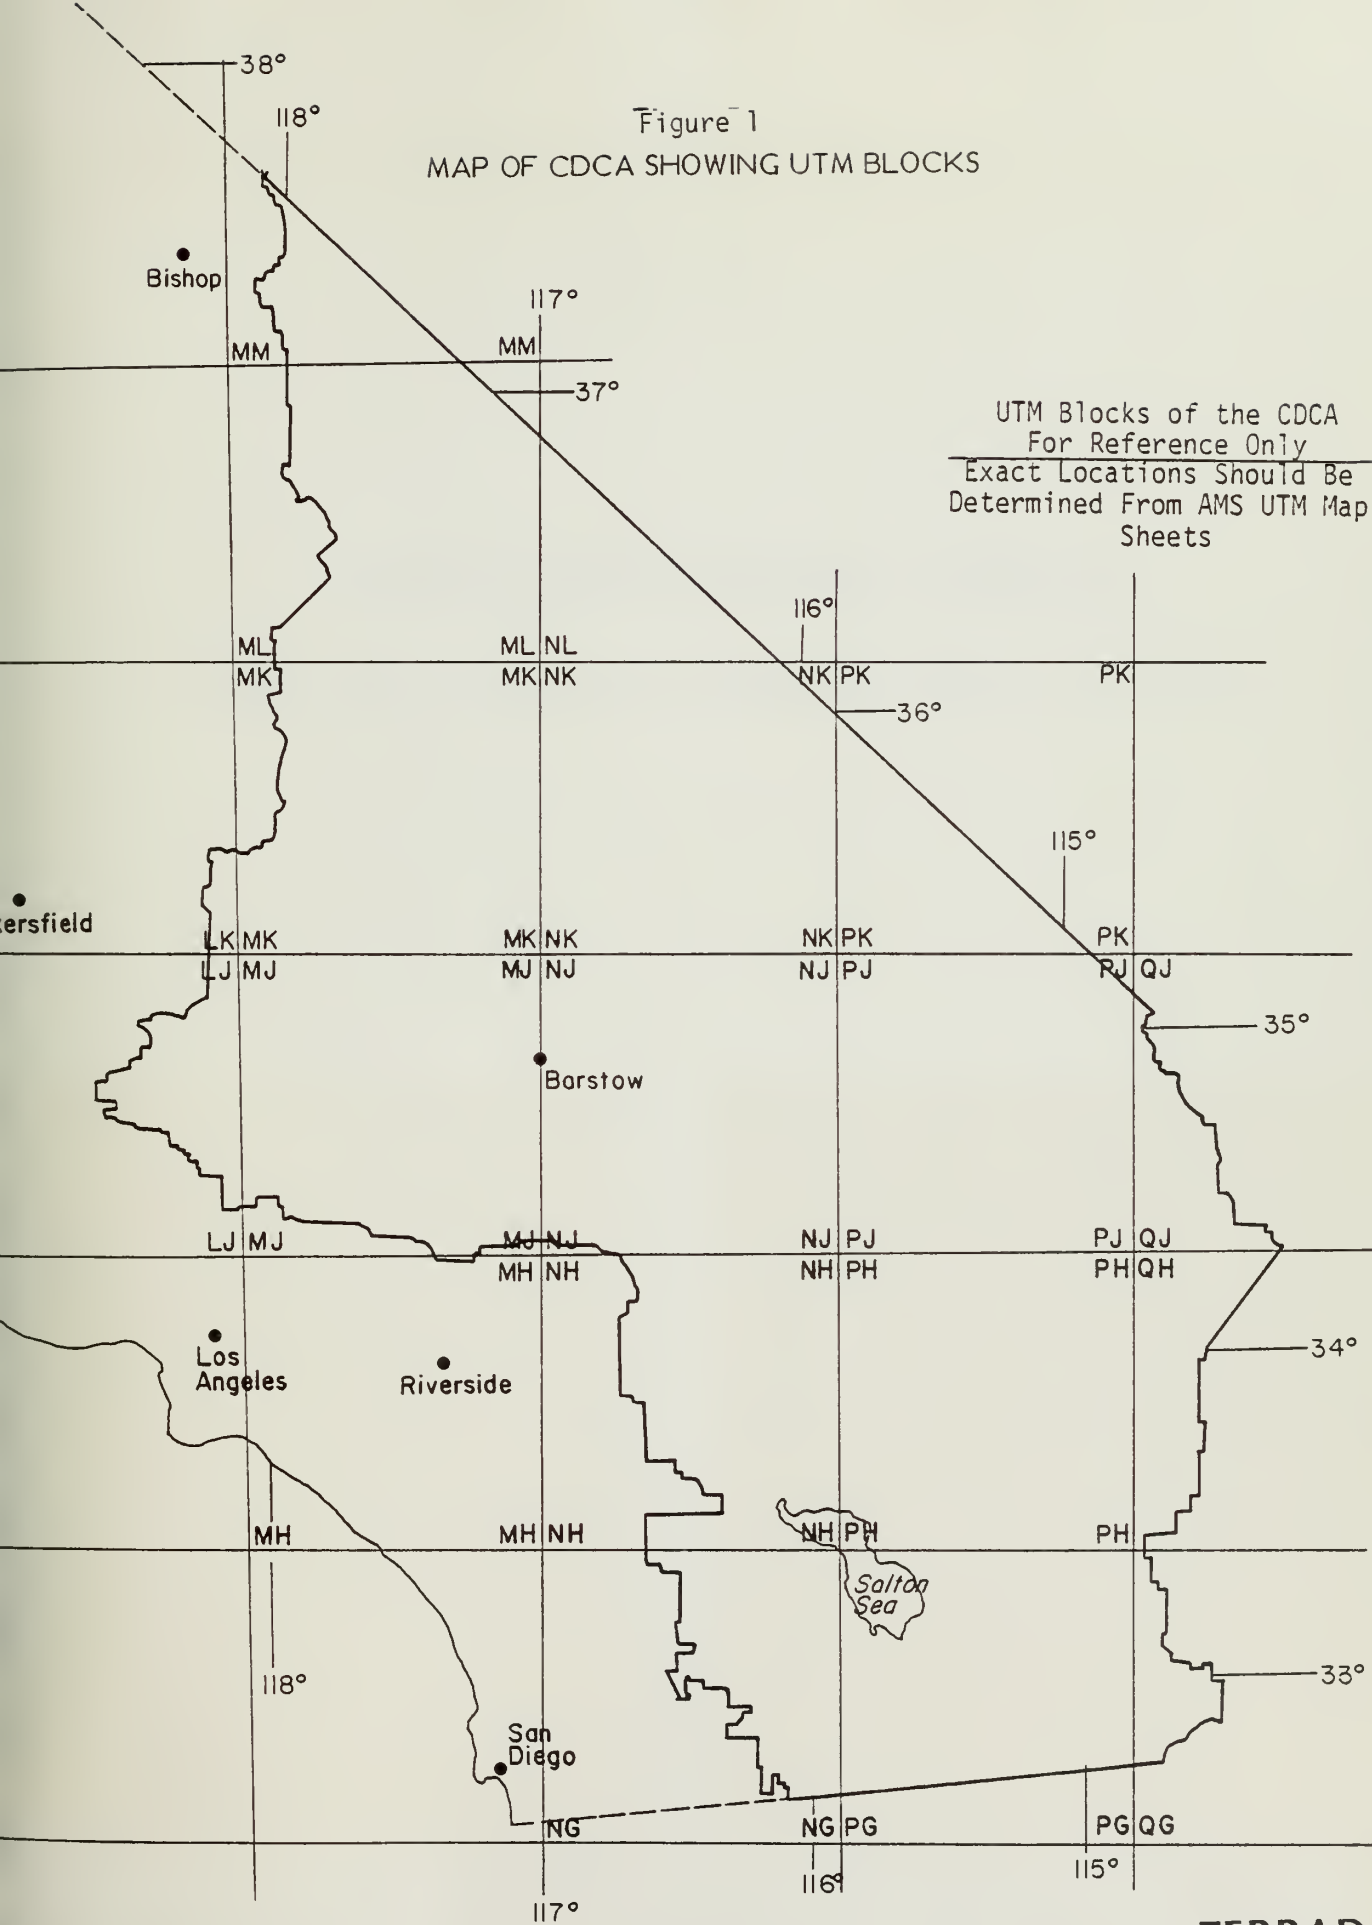 38°
118°
Figure 1
MAP OF CDCA SHOWING UTM BLOCKS
Bishop
117°
MM
MM
37°
UTM Blocks of the CDCA
For Reference Only
Exact Locations Should Be
Determined From AMS UTM Map
Sheets
116°
ML
ML NL
MK
MK NK
NK PK
PK
36°
115°
kersfield
LK MK
MK NK
NK PK
PK
LJ MJ
MJ NJ
NJ PJ
PJ QJ
35°
Barstow
LJ MJ
MJ NJ
NJ PJ
PJ QJ
MH NH
NH PH
PH QH
Los
Angeles
Riverside
34°
MH
MH NH
NH PH
PH
Salton
Sea
118°
33°
San
Diego
NG
NG PG
PG QG
116°
115°
117°